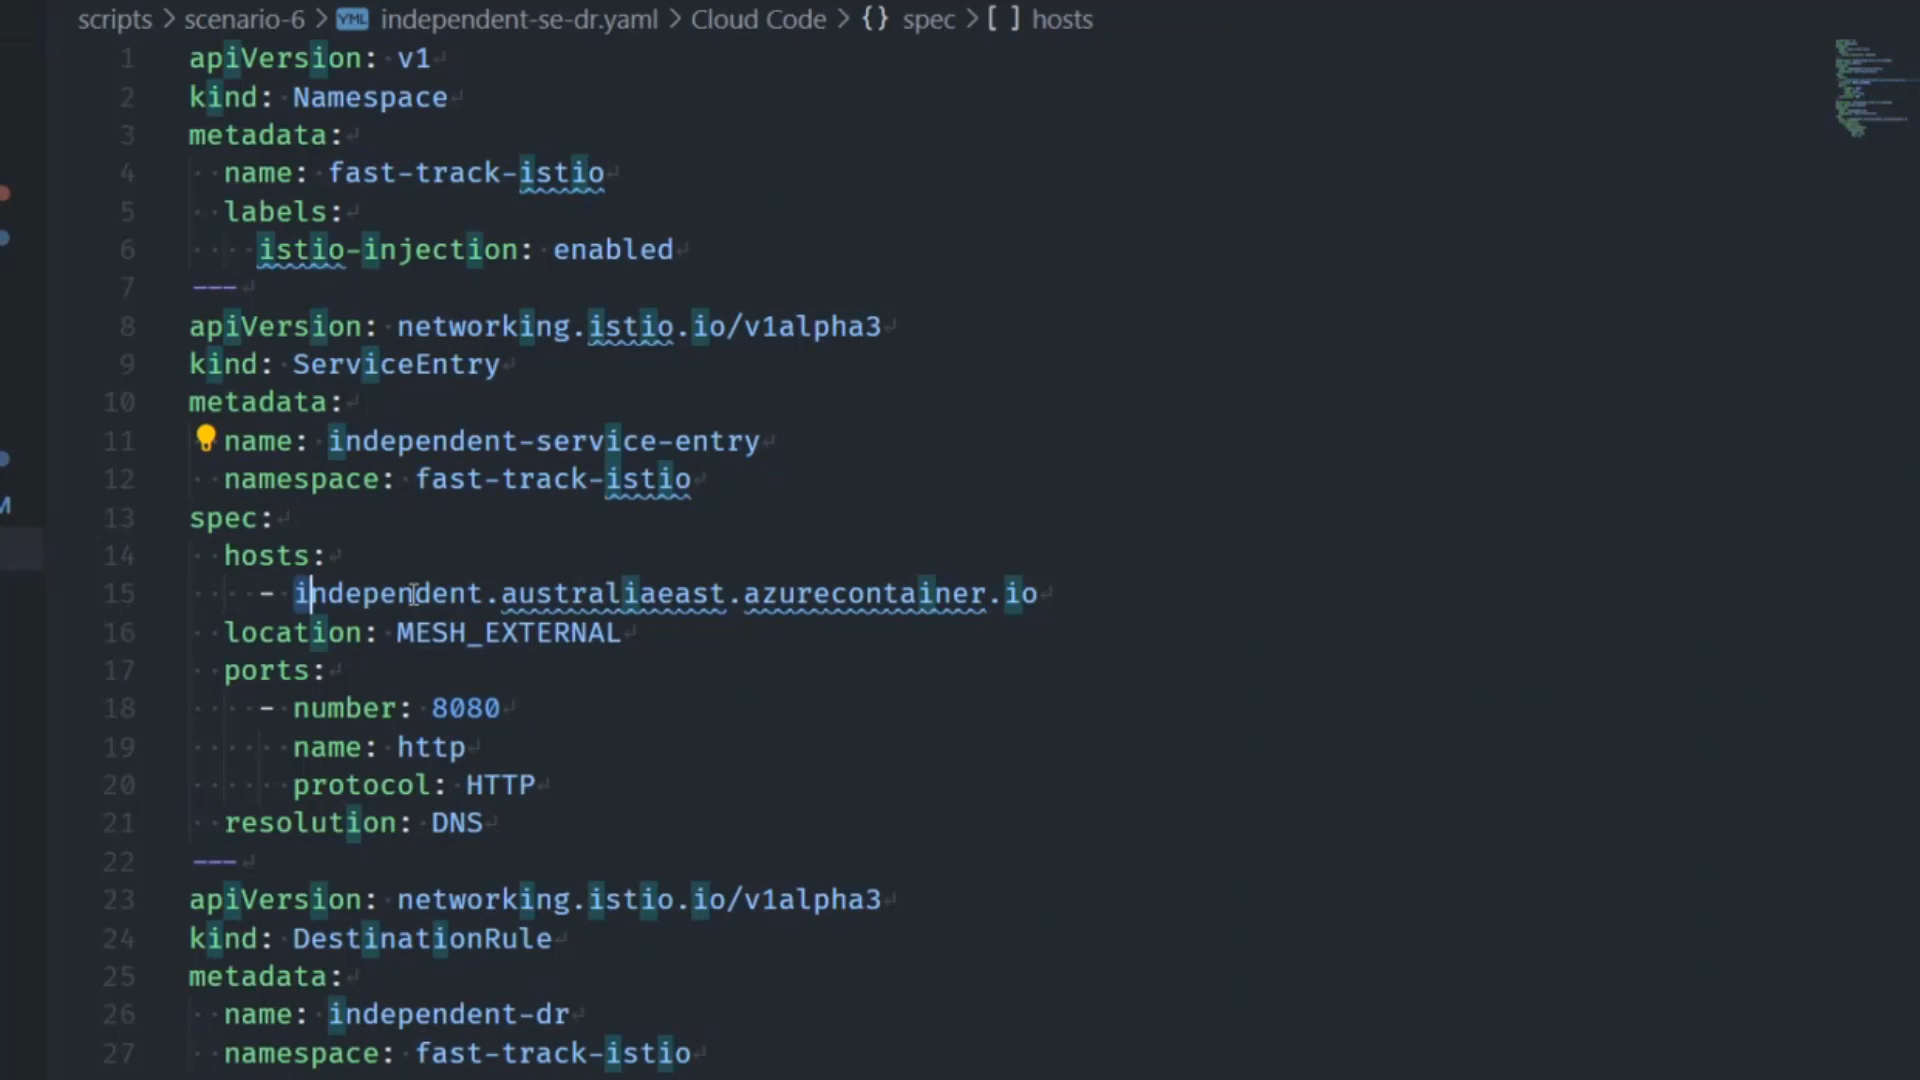 scripts > scenario-6 > YML independent-se-dr.yaml > Cloud Code > {} spec > [ ] hosts
1 apiVersion: v1
2 kind: Namespace
3 metadata:
4 name: fast-track-istio
5 labels:
6 istio-injection: enabled
7 ---
8 apiVersion: networking.istio.io/v1alpha3
9 kind: ServiceEntry
10 metadata:
11 name: independent-service-entry
12 namespace: fast-track-istio
13 spec:
14 hosts:
15 - independent.australiaeast.azurecontainer.io
16 location: MESH_EXTERNAL
17 ports:
18 - number: 8080
19 name: http
20 protocol: HTTP
21 resolution: DNS
22 ---
23 apiVersion: networking.istio.io/v1alpha3
24 kind: DestinationRule
25 metadata:
26 name: independent-dr
27 namespace: fast-track-istio
M